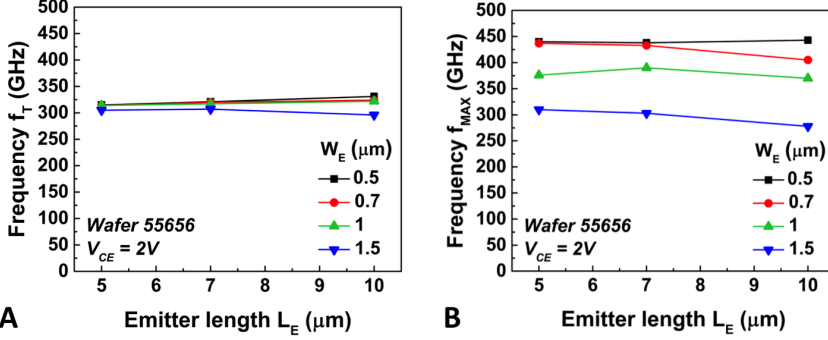 500
450
400
350
300
250
200
150
100
50
0
5 6 7 8 9 10
Frequency f_T (GHz)
Emitter length L_E (μm)
W_E (μm)
0.5
0.7
1
1.5
Wafer 55656
V_CE = 2V
A
500
450
400
350
300
250
200
150
100
50
0
5 6 7 8 9 10
Frequency f_MAX (GHz)
Emitter length L_E (μm)
W_E (μm)
0.5
0.7
1
1.5
Wafer 55656
V_CE = 2V
B